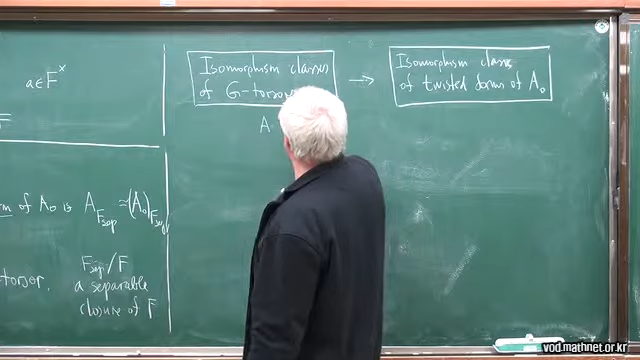 a ∈ F^×
Isomorphism classes
of G-torsors
→
Isomorphism classes
of twisted forms of A₀
A
of A₀ is A_{F_sep} ≃ (A₀)_{F_sep}
torsor.
F_sep/F
a separable
closure of F
vod.mathnet.or.kr